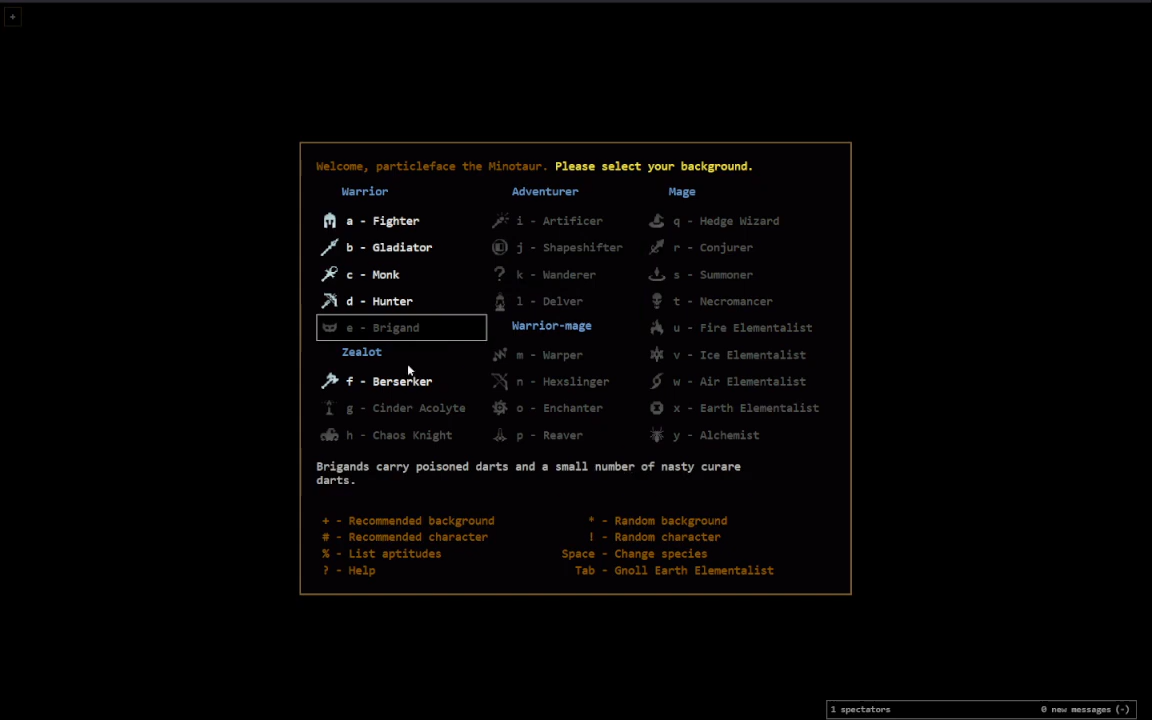 +
Welcome, particleface the Minotaur. Please select your background.
Warrior
a - Fighter
b - Gladiator
c - Monk
d - Hunter
e - Brigand
Zealot
f - Berserker
g - Cinder Acolyte
h - Chaos Knight
Adventurer
i - Artificer
j - Shapeshifter
k - Wanderer
l - Delver
Warrior-mage
m - Warper
n - Hexslinger
o - Enchanter
p - Reaver
Mage
q - Hedge Wizard
r - Conjurer
s - Summoner
t - Necromancer
u - Fire Elementalist
v - Ice Elementalist
w - Air Elementalist
x - Earth Elementalist
y - Alchemist
Brigands carry poisoned darts and a small number of nasty curare
darts.
+ - Recommended background
# - Recommended character
% - List aptitudes
? - Help
* - Random background
! - Random character
Space - Change species
Tab - Gnoll Earth Elementalist
1 spectators 0 new messages (-)